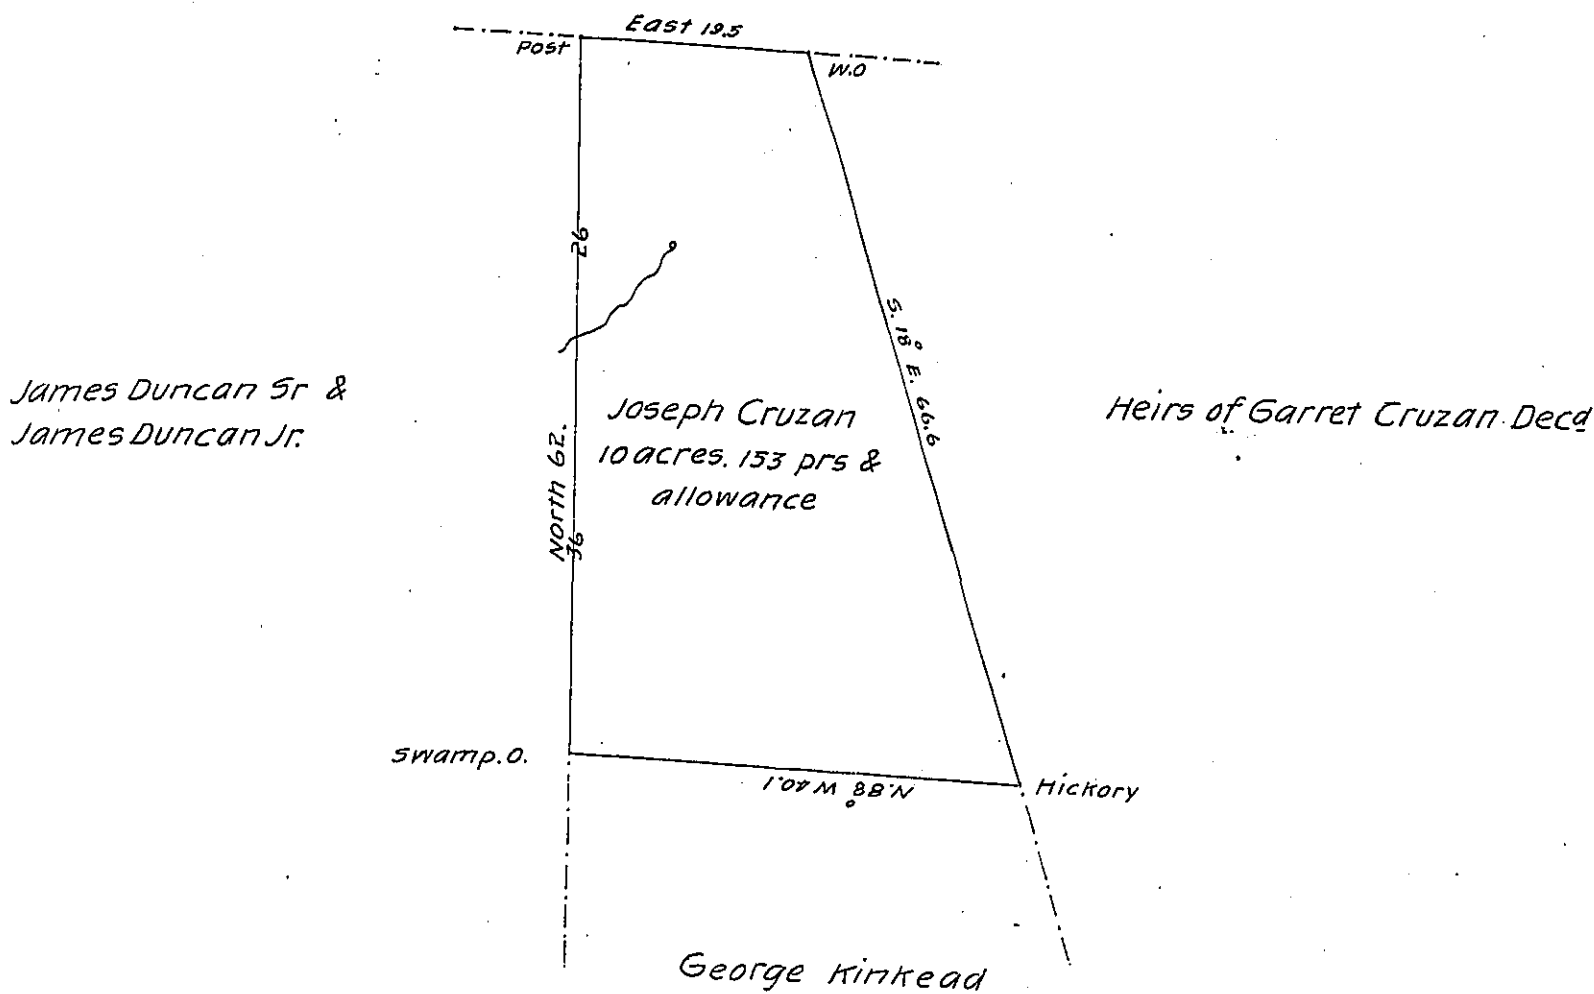 East 19.5
Post
W.O
26
S. 18° E. 66.6
James Duncan Sr &
James Duncan Jr.
Joseph Cruzan
10 acres. 153 prs &
allowance
Heirs of Garret Cruzan Decd
North 62.
36
Swamp.O.
N.88° W 40.1
Hickory
George Kinkead